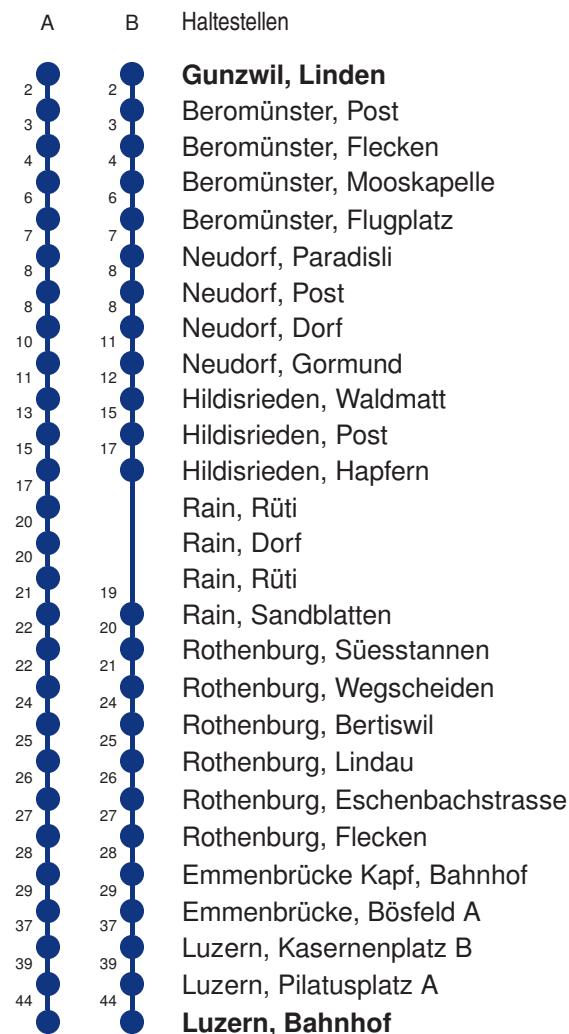 A B Haltestellen
Gunzwil, Linden
2 2
Beromünster, Post
3 3
Beromünster, Flecken
4 4
Beromünster, Mooskapelle
6 6
Beromünster, Flugplatz
7 7
Neudorf, Paradisli
8 8
Neudorf, Post
8 8
Neudorf, Dorf
10 11
Neudorf, Gormund
11 12
Hildisrieden, Waldmatt
13 15
Hildisrieden, Post
15 17
Hildisrieden, Hapfern
17
Rain, Rüti
20
Rain, Dorf
20
Rain, Rüti
21 19
Rain, Sandblatten
22 20
Rothenburg, Süesstannen
22 21
Rothenburg, Wegscheiden
24 24
Rothenburg, Bertiswil
25 25
Rothenburg, Lindau
26 26
Rothenburg, Eschenbachstrasse
27 27
Rothenburg, Flecken
28 28
Emmenbrücke Kapf, Bahnhof
29 29
Emmenbrücke, Bösfeld A
37 37
Luzern, Kasernenplatz B
39 39
Luzern, Pilatusplatz A
44 44
Luzern, Bahnhof